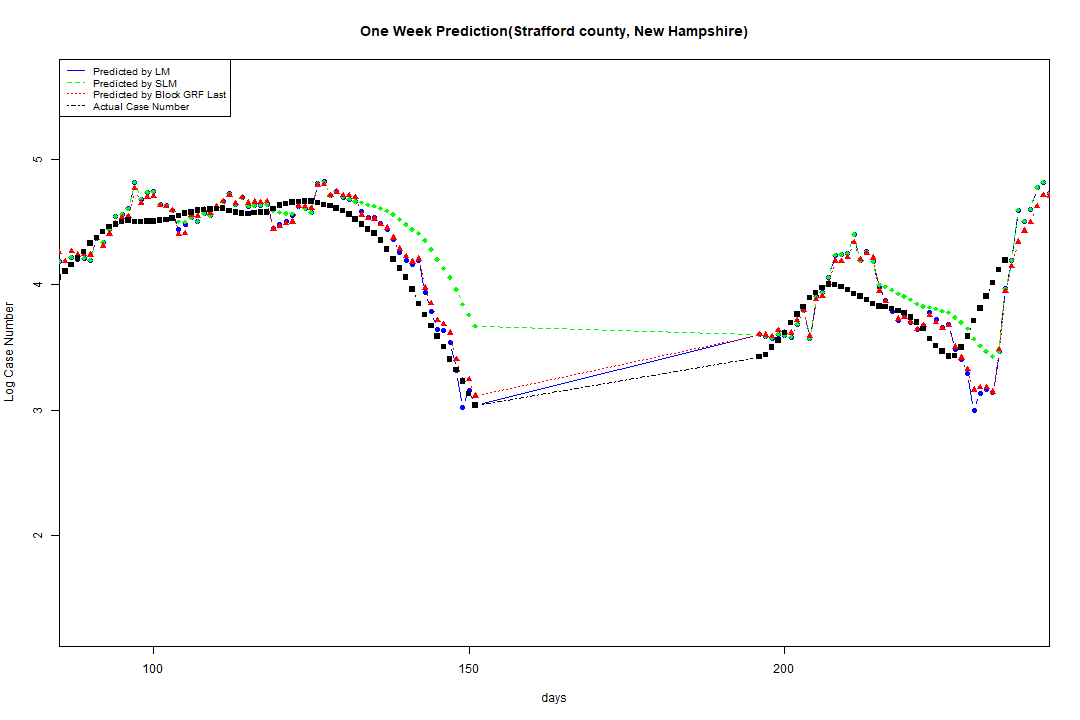 One Week Prediction(Strafford county, New Hampshire)
Predicted by LM
Predicted by SLM
Predicted by Block GRF Last
Actual Case Number
5
4
3
2
Log Case Number
100
150
200
days